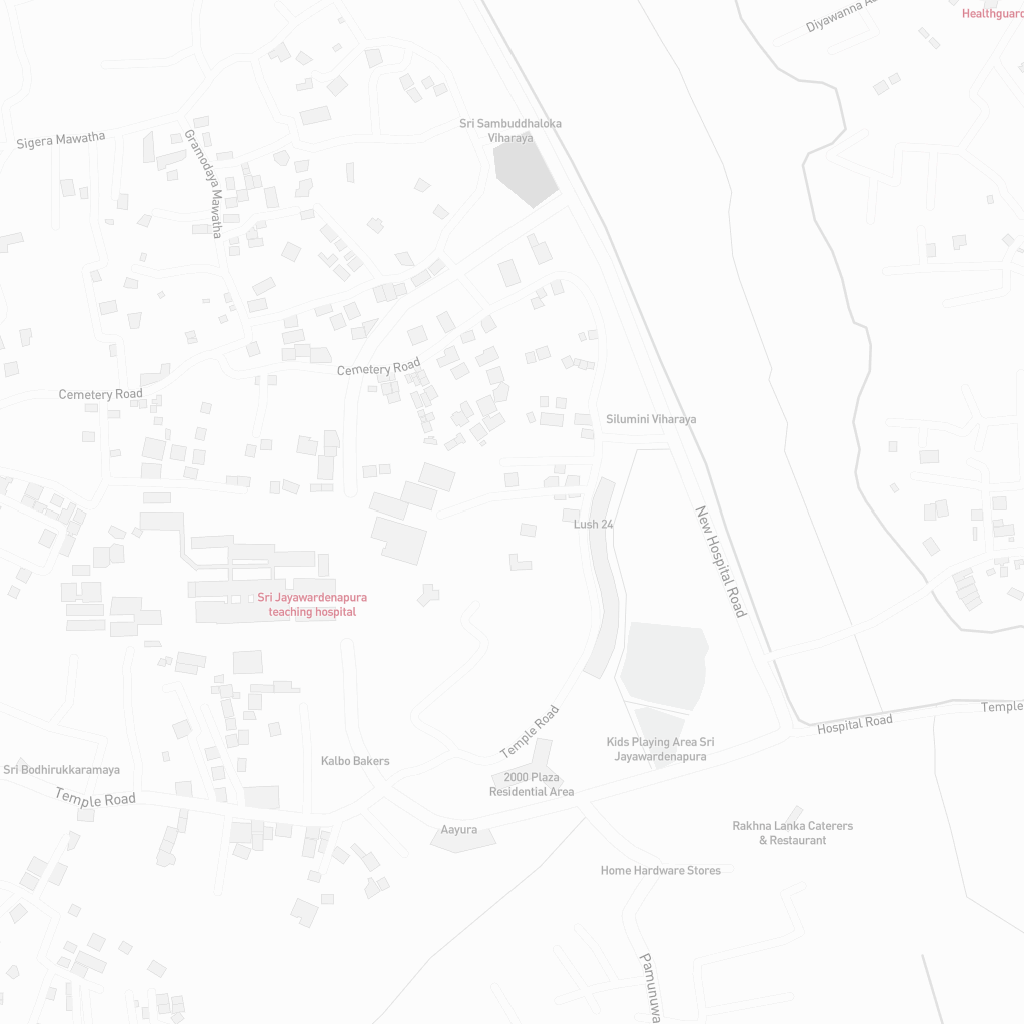 Diyawanna
Healthguard
Sri Sambuddhaloka
Viharaya
Sigera Mawatha
Gramodaya Mawatha
Cemetery Road
Cemetery Road
Silumini Viharaya
New Hospital Road
Lush 24
Sri Jayawardenapura
teaching hospital
Temple Road
Hospital Road
Temple
Kids Playing Area Sri
Jayawardenapura
Kalbo Bakers
Sri Bodhirukkaramaya
2000 Plaza
Residential Area
Temple Road
Aayura
Rakhna Lanka Caterers
& Restaurant
Home Hardware Stores
Pamunuwa